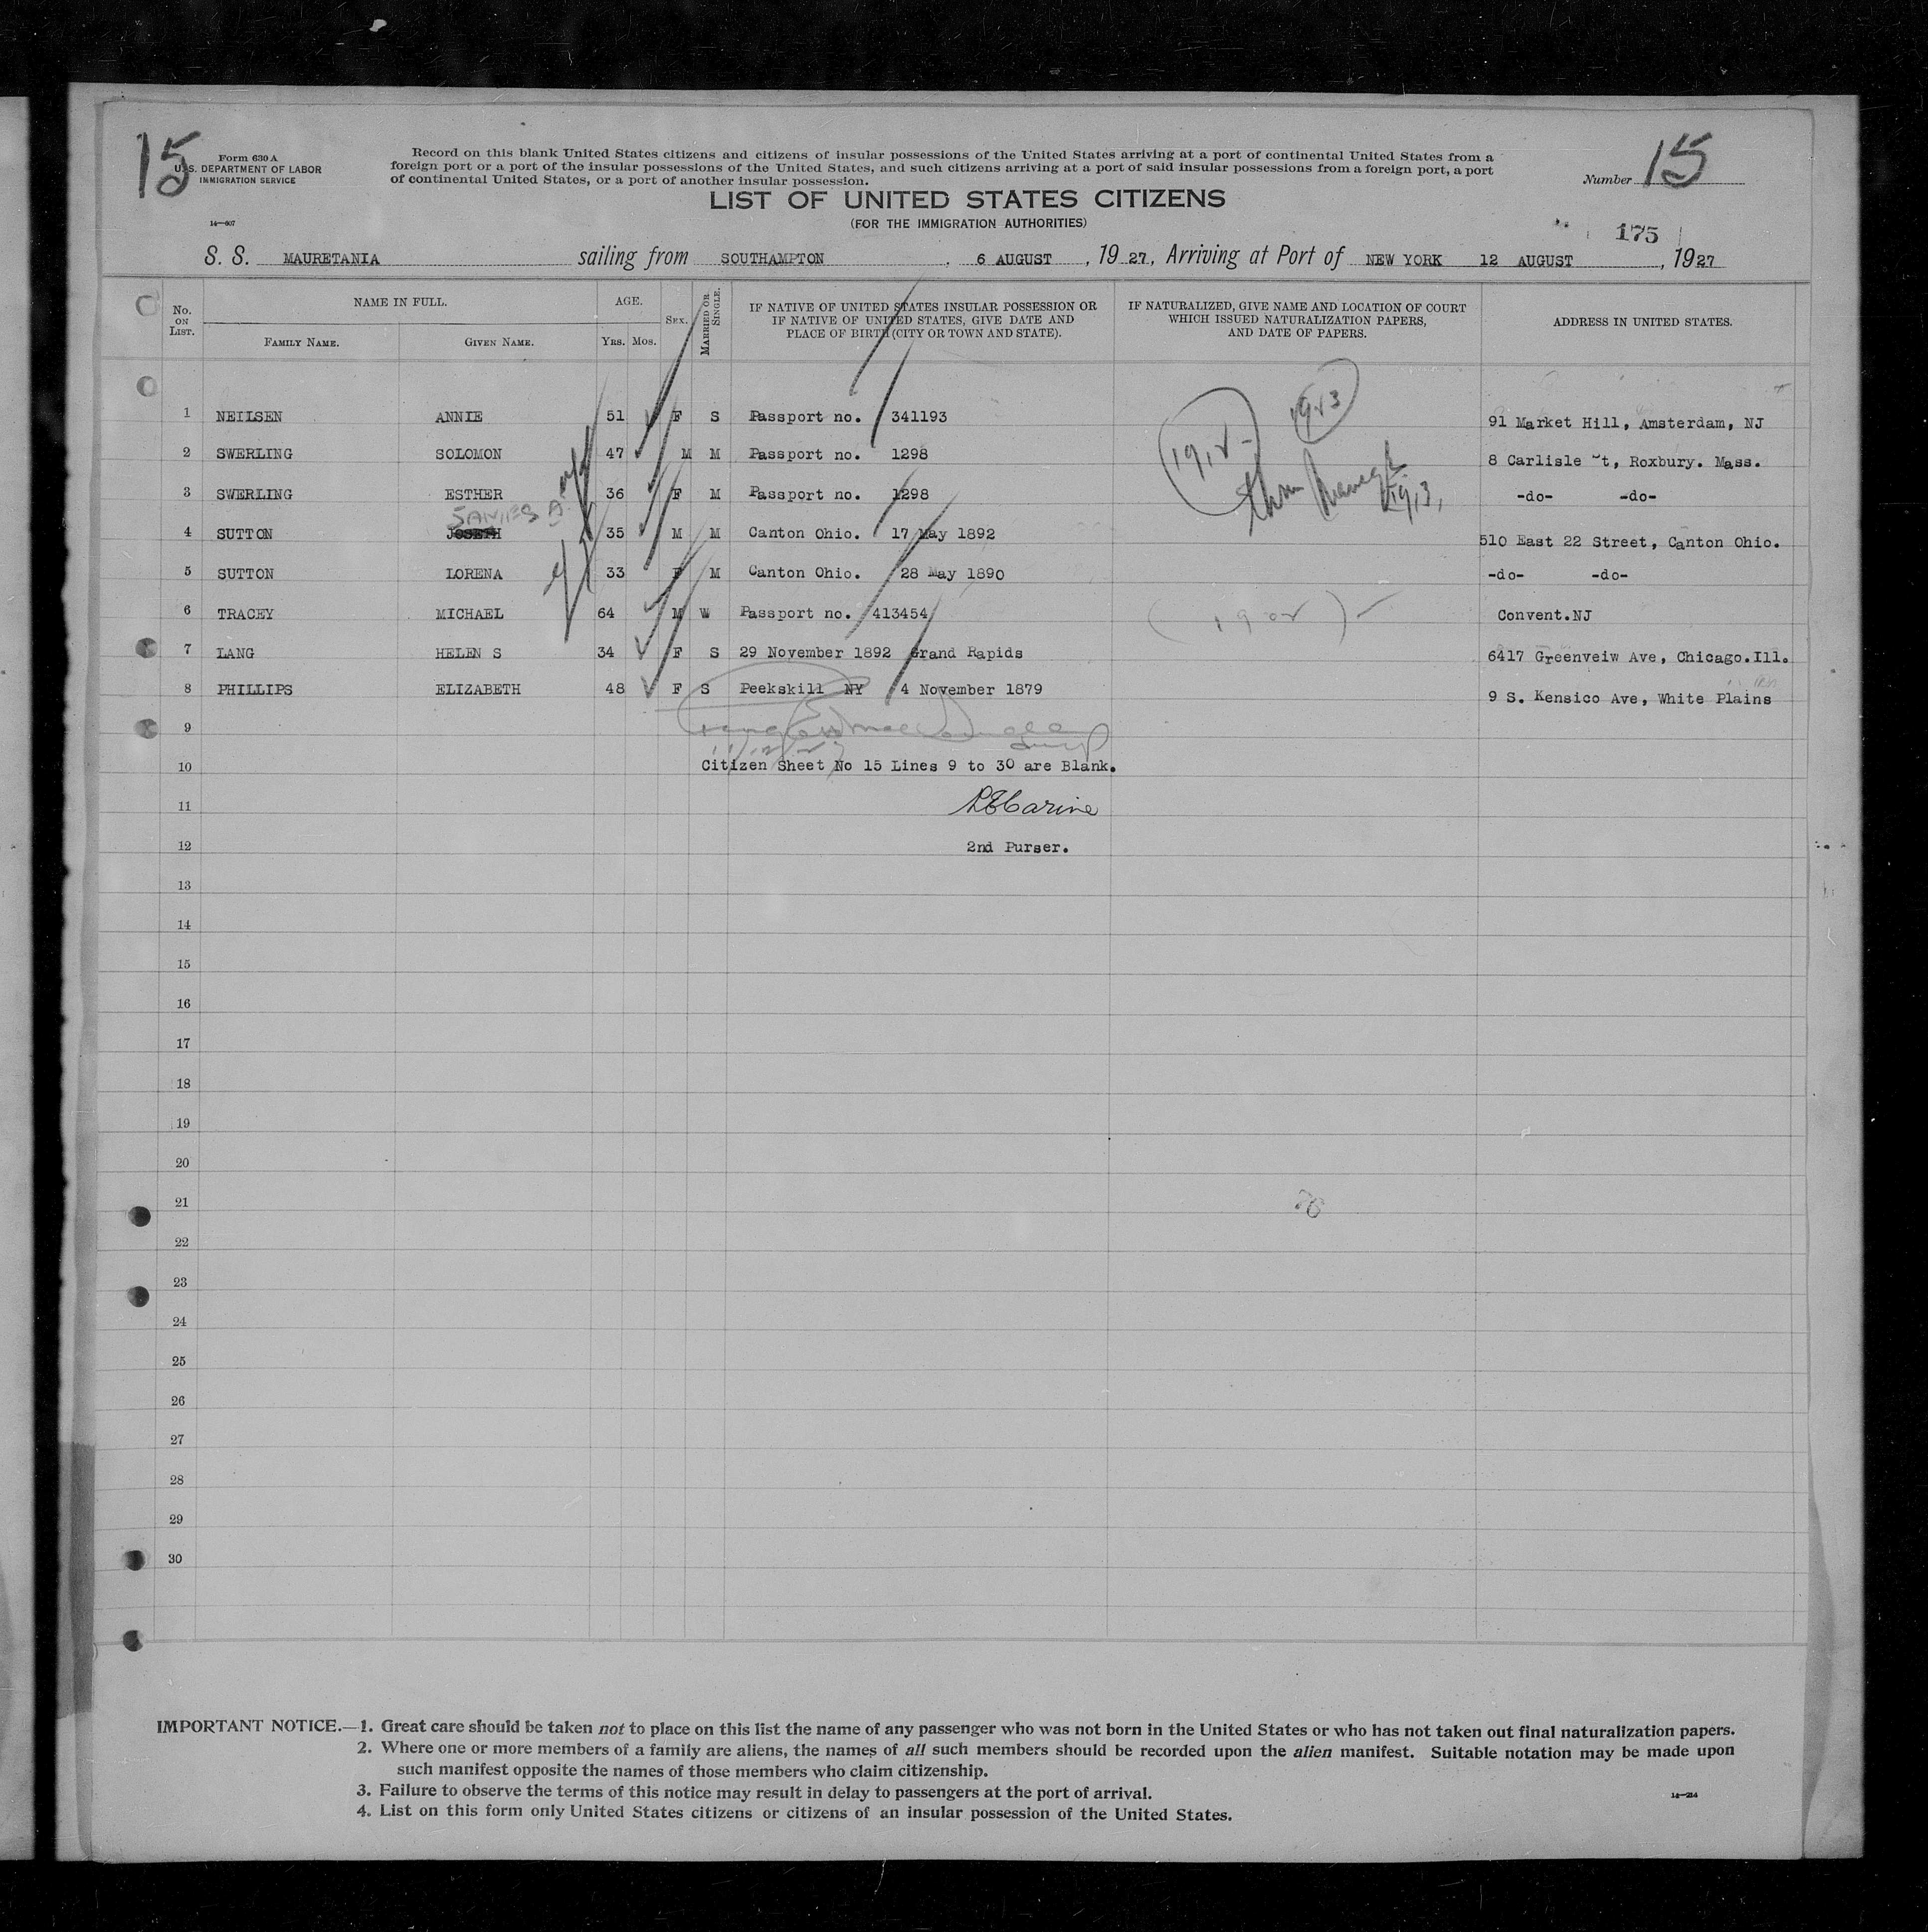 15
Form 630 A
U.S. DEPARTMENT OF LABOR
IMMIGRATION SERVICE
14—607
Record on this blank United States citizens and citizens of insular possessions of the United States arriving at a port of continental United States from a
foreign port or a port of the insular possessions of the United States, and such citizens arriving at a port of said insular possessions from a foreign port, a port
of continental United States, or a port of another insular possession.
Number 15
LIST OF UNITED STATES CITIZENS
(FOR THE IMMIGRATION AUTHORITIES)
175
S. S. MAURETANIA sailing from SOUTHAMPTON, 6 AUGUST, 1927, Arriving at Port of NEW YORK 12 AUGUST, 1927
No. ON LIST. NAME IN FULL. AGE. SEX. MARRIED OR SINGLE. IF NATIVE OF UNITED STATES INSULAR POSSESSION OR IF NATIVE OF UNITED STATES, GIVE DATE AND PLACE OF BIRTH (CITY OR TOWN AND STATE). IF NATURALIZED, GIVE NAME AND LOCATION OF COURT WHICH ISSUED NATURALIZATION PAPERS, AND DATE OF PAPERS. ADDRESS IN UNITED STATES.
FAMILY NAME. GIVEN NAME. YRS. MOS.
1 NEILSEN ANNIE 51 F S Passport no. 341193 1913 91 Market Hill, Amsterdam, NJ
2 SWERLING SOLOMON 47 M M Passport no. 1298 8 Carlisle t, Roxbury. Mass.
3 SWERLING ESTHER 36 F M Passport no. 1298 1913, -do- -do-
4 SUTTON JOSEPH 35 M M Canton Ohio. 17 May 1892 510 East 22 Street, Canton Ohio.
5 SUTTON LORENA 33 F M Canton Ohio. 28 May 1890 -do- -do-
6 TRACEY MICHAEL 64 M W Passport no. 413454 Convent.NJ
7 LANG HELEN S 34 F S 29 November 1892 Grand Rapids 6417 Greenveiw Ave, Chicago.Ill.
8 PHILLIPS ELIZABETH 48 F S Peekskill NY 4 November 1879 9 S. Kensico Ave, White Plains
9
10 Citizen Sheet No 15 Lines 9 to 30 are Blank.
11
12 2nd Purser.
13
14
15
16
17
18
19
20
21
22
23
24
25
26
27
28
29
30
IMPORTANT NOTICE.—1. Great care should be taken not to place on this list the name of any passenger who was not born in the United States or who has not taken out final naturalization papers.
2. Where one or more members of a family are aliens, the names of all such members should be recorded upon the alien manifest. Suitable notation may be made upon
such manifest opposite the names of those members who claim citizenship.
3. Failure to observe the terms of this notice may result in delay to passengers at the port of arrival.
4. List on this form only United States citizens or citizens of an insular possession of the United States.
14—214